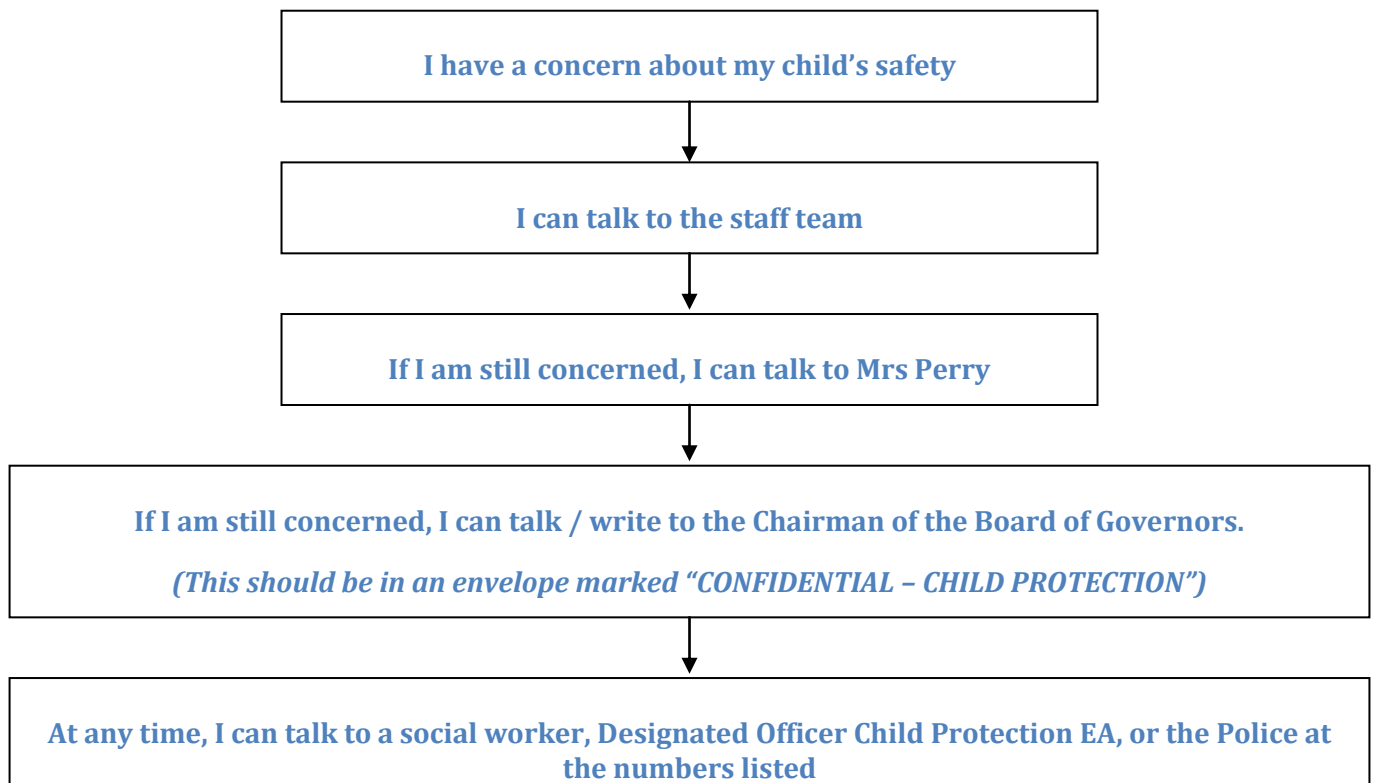 I have a concern about my child’s safety
I can talk to the staff team
If I am still concerned, I can talk to Mrs Perry
If I am still concerned, I can talk / write to the Chairman of the Board of Governors.
(This should be in an envelope marked “CONFIDENTIAL – CHILD PROTECTION”)
At any time, I can talk to a social worker, Designated Officer Child Protection EA, or the Police at
the numbers listed